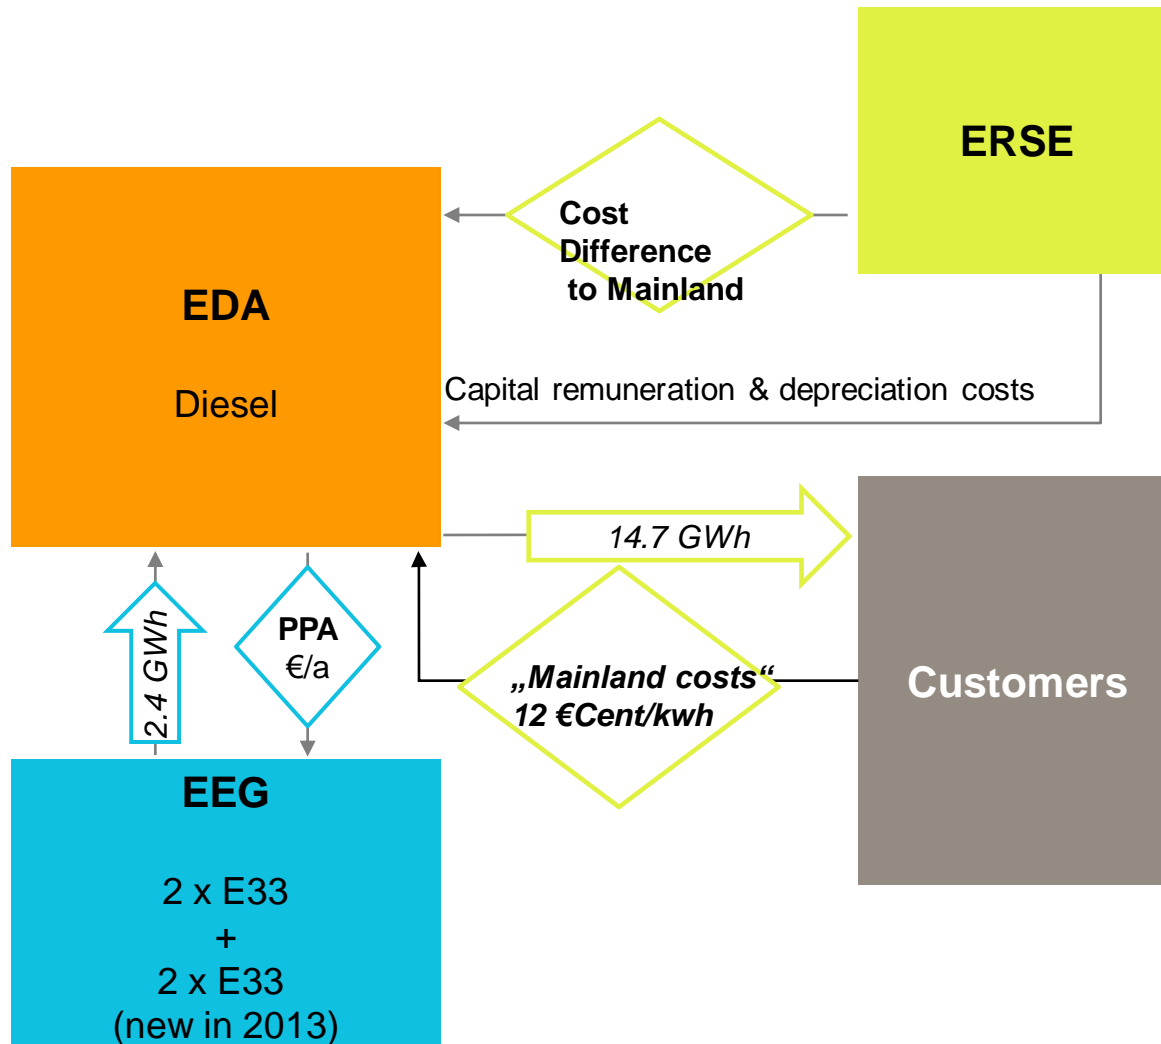 ERSE
Cost
Difference
to Mainland
EDA
Diesel
Capital remuneration & depreciation costs
14.7 GWh
2.4 GWh
PPA
€/a
„Mainland costs“
12 €Cent/kwh
Customers
EEG
2 x E33
+
2 x E33
(new in 2013)